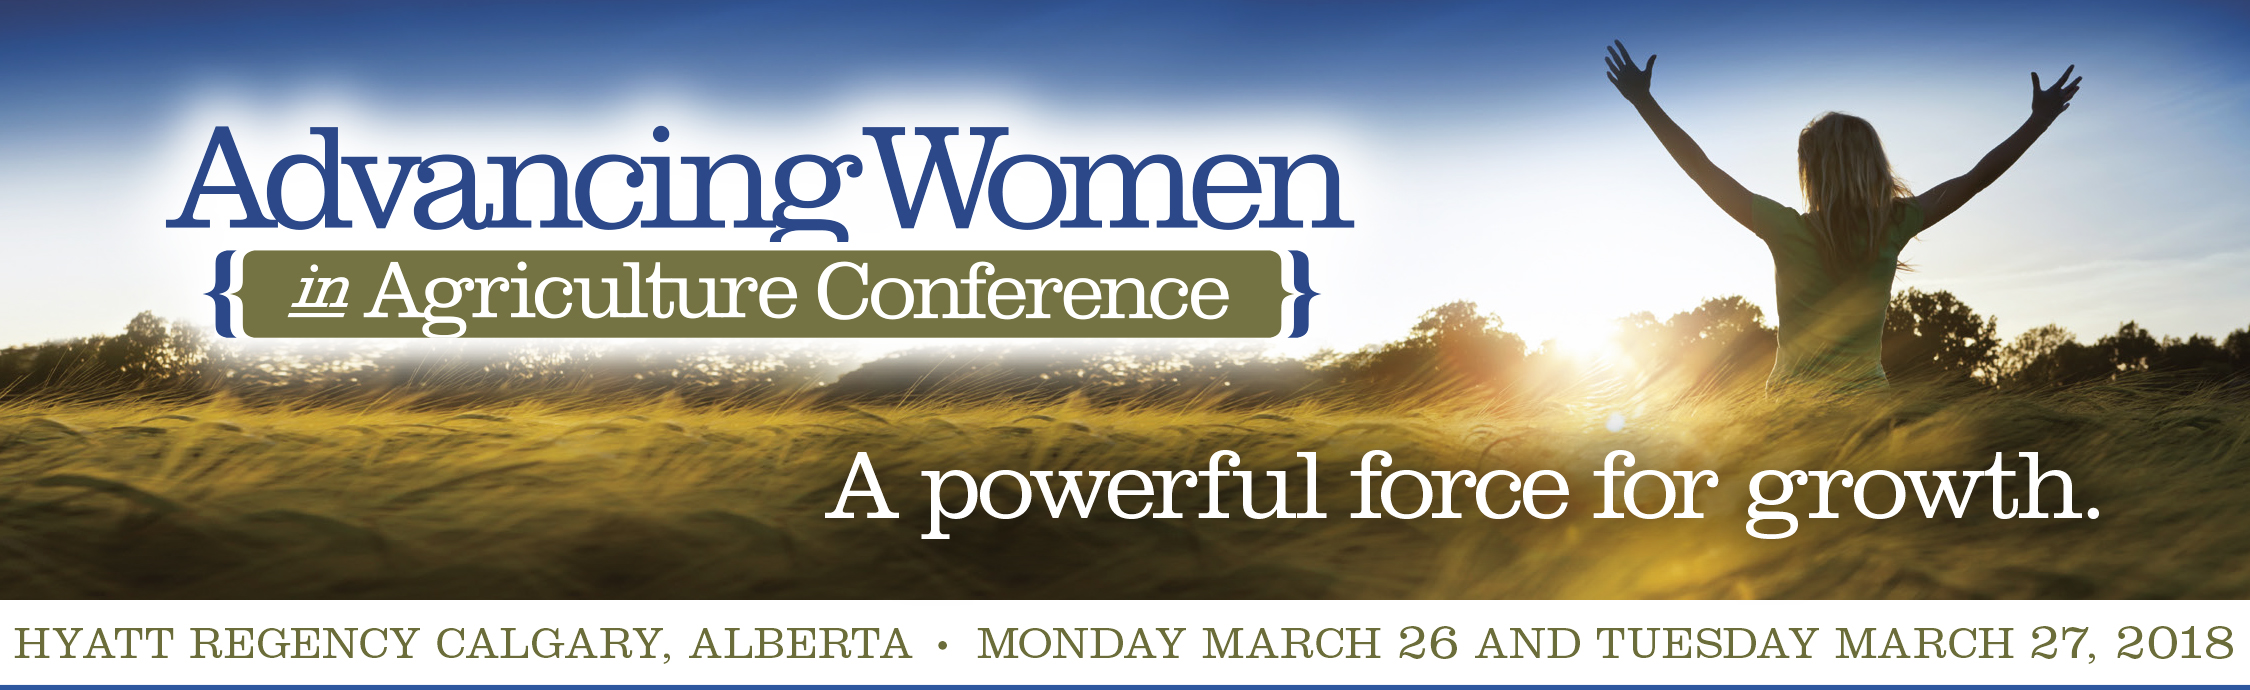 Advancing Women
in Agriculture Conference
A powerful force for growth.
HYATT REGENCY CALGARY, ALBERTA • MONDAY MARCH 26 AND TUESDAY MARCH 27, 2018